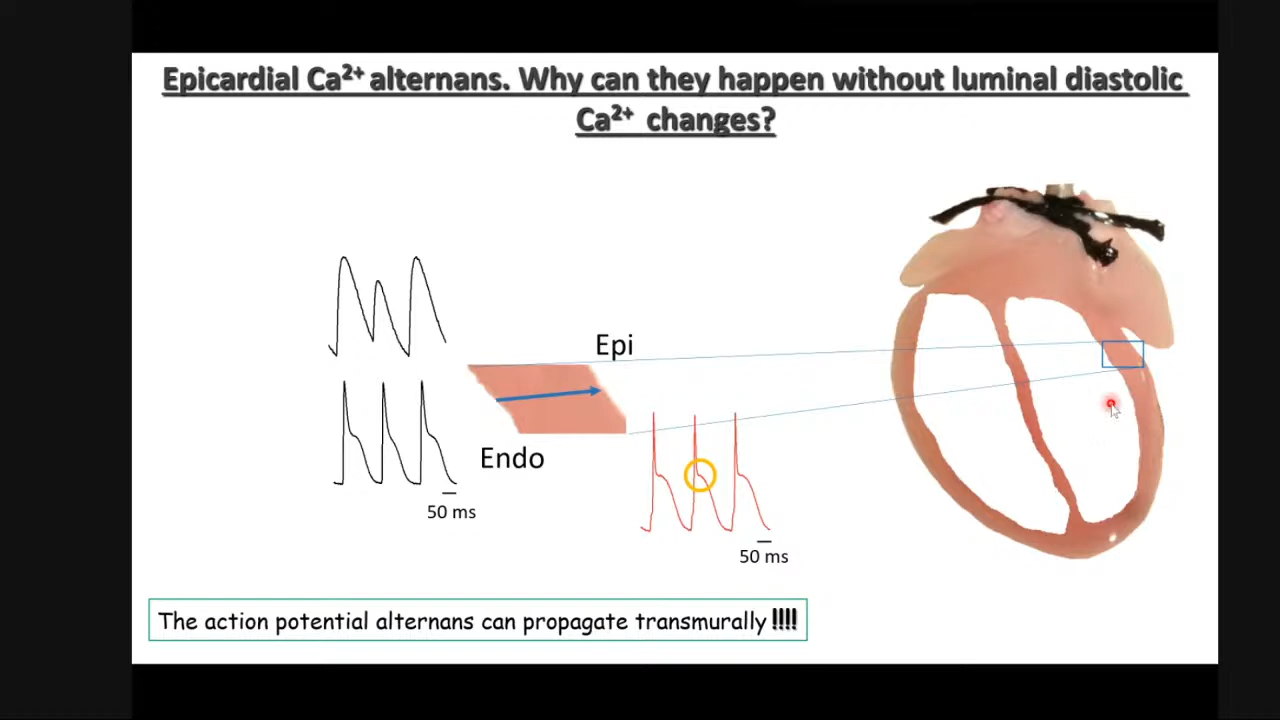 Epicardial Ca²⁺ alternans. Why can they happen without luminal diastolic
Ca²⁺ changes?
Epi
Endo
50 ms
50 ms
The action potential alternans can propagate transmurally !!!!